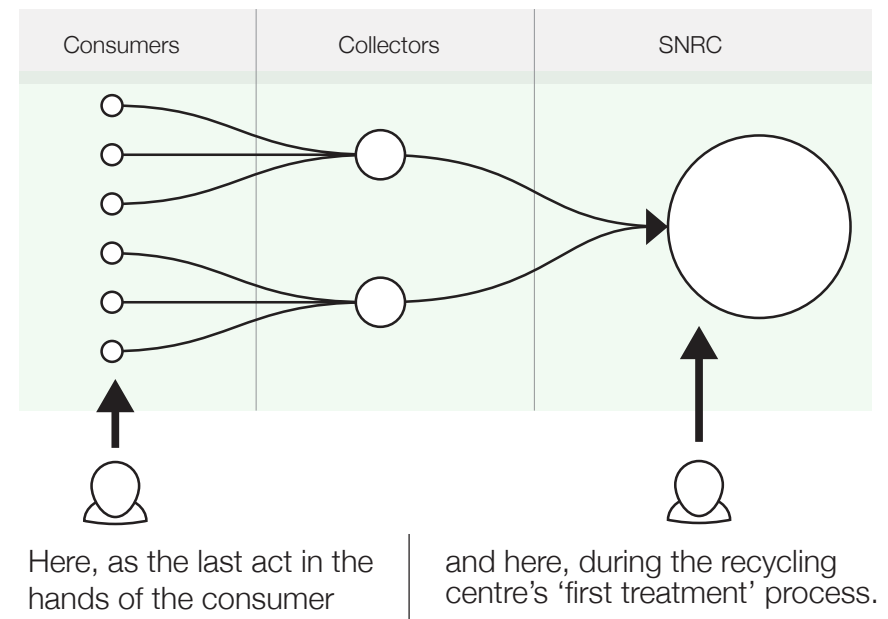 Consumers
Collectors
SNRC
Here, as the last act in the
hands of the consumer
and here, during the recycling
centre’s ‘first treatment’ process.